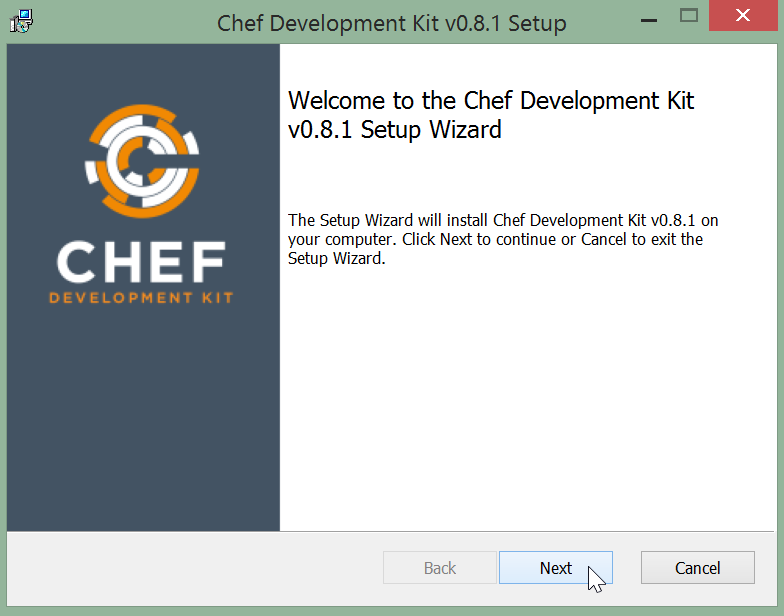 Chef Development Kit v0.8.1 Setup
Welcome to the Chef Development Kit
v0.8.1 Setup Wizard
The Setup Wizard will install Chef Development Kit v0.8.1 on
your computer. Click Next to continue or Cancel to exit the
Setup Wizard.
CHEF
DEVELOPMENT KIT
Back
Next
Cancel